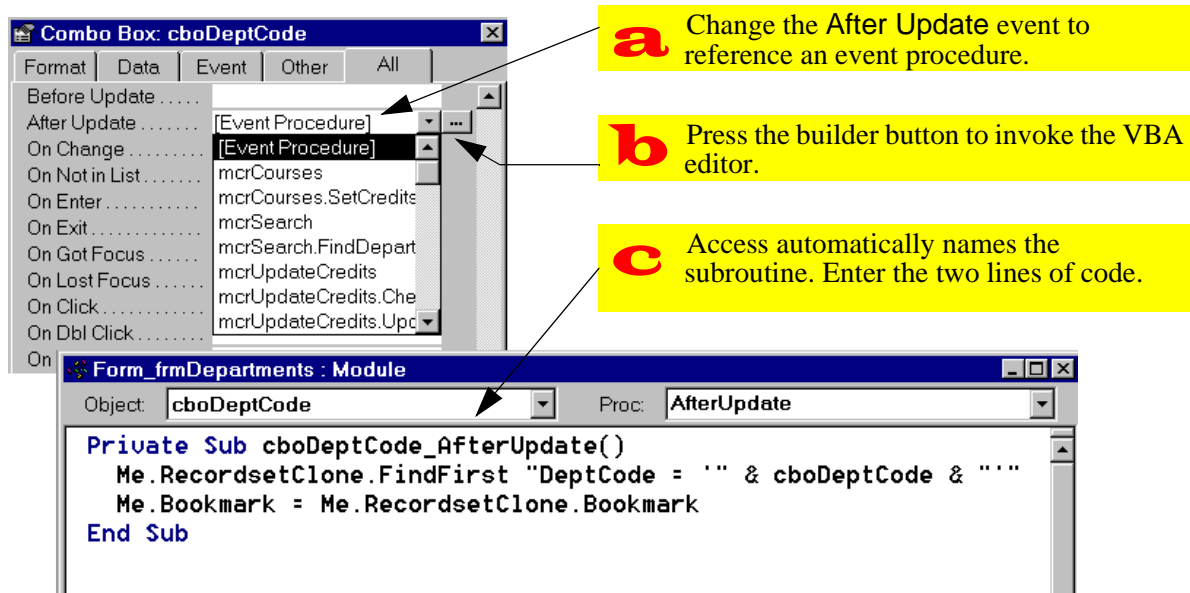 Combo Box: cboDeptCode
Format Data Event Other All
Before Update . . . . .
After Update . . . . . . . [Event Procedure] ...
On Change . . . . . . . . . [Event Procedure]
On Not in List . . . . . . . mcrCourses
On Enter . . . . . . . . . . . mcrCourses.SetCredits
On Exit . . . . . . . . . . . . . mcrSearch
On Got Focus . . . . . . mcrSearch.FindDepart
On Lost Focus . . . . . . mcrUpdateCredits
On Click . . . . . . . . . . . . mcrUpdateCredits.Che
On Dbl Click . . . . . . . . mcrUpdateCredits.Upd
On
a Change the After Update event to
reference an event procedure.
b Press the builder button to invoke the VBA
editor.
c Access automatically names the
subroutine. Enter the two lines of code.
Form_frmDepartments : Module
Object: cboDeptCode Proc: AfterUpdate
Private Sub cboDeptCode_AfterUpdate()
Me.RecordsetClone.FindFirst "DeptCode = '" & cboDeptCode & "'"
Me.Bookmark = Me.RecordsetClone.Bookmark
End Sub